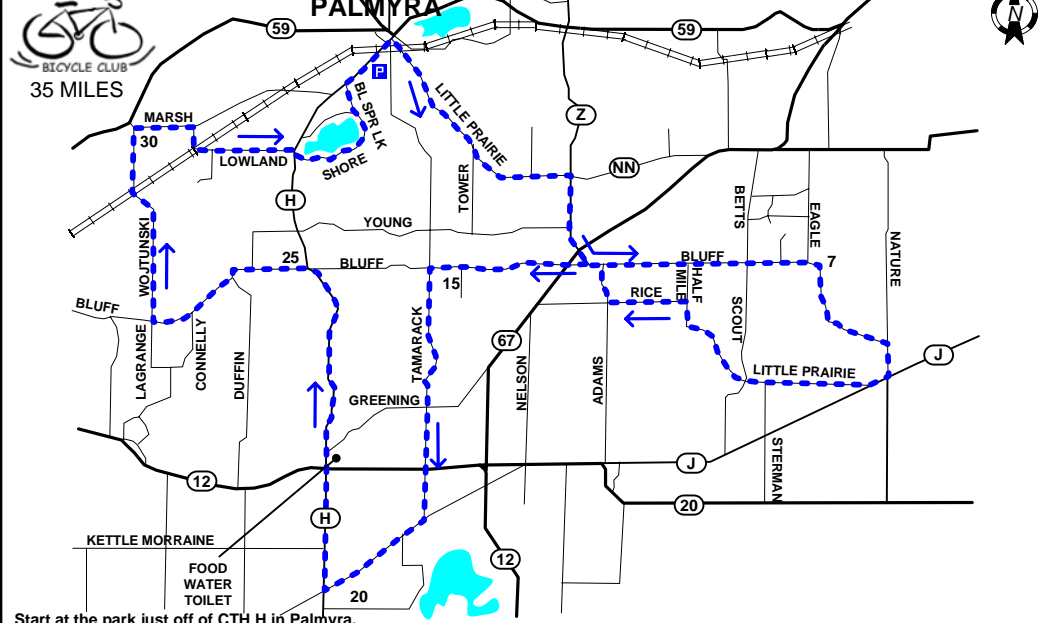 PALMYRA
BICYCLE CLUB
35 MILES
59
59
N
P
BL SPR LK
LITTLE PRAIRIE
Z
MARSH
30
LOWLAND
SHORE
NN
TOWER
H
YOUNG
BETTS
EAGLE
NATURE
WOJTUNSKI
25
BLUFF
15
BLUFF
7
HALF
MILE
RICE
BLUFF
LAGRANGE
CONNELLY
DUFFIN
TAMARACK
67
NELSON
ADAMS
SCOUT
J
LITTLE PRAIRIE
GREENING
12
J
STERMAN
20
H
KETTLE MORRAINE
FOOD
WATER
TOILET
20
12
Start at the park just off of CTH H in Palmyra.